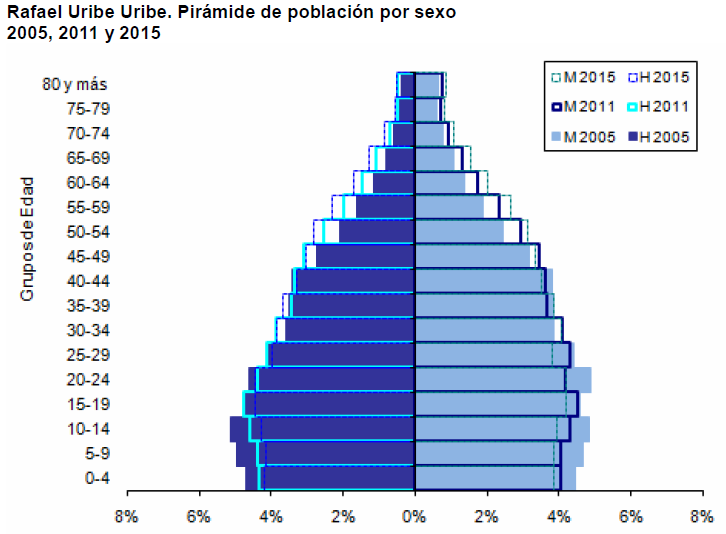 Rafael Uribe Uribe. Pirámide de población por sexo
2005, 2011 y 2015
M 2015 H 2015
M 2011 H 2011
M 2005 H 2005
Grupos de Edad
80 y más
75-79
70-74
65-69
60-64
55-59
50-54
45-49
40-44
35-39
30-34
25-29
20-24
15-19
10-14
5-9
0-4
8% 6% 4% 2% 0% 2% 4% 6% 8%